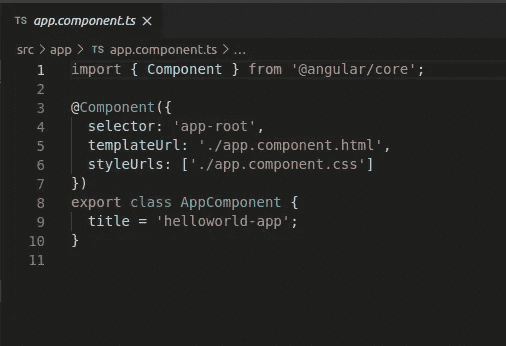 TS app.component.ts ×
src > app > TS app.component.ts > ...
1 import { Component } from '@angular/core';
2
3 @Component({
4   selector: 'app-root',
5   templateUrl: './app.component.html',
6   styleUrls: ['./app.component.css']
7 })
8 export class AppComponent {
9   title = 'helloworld-app';
10 }
11